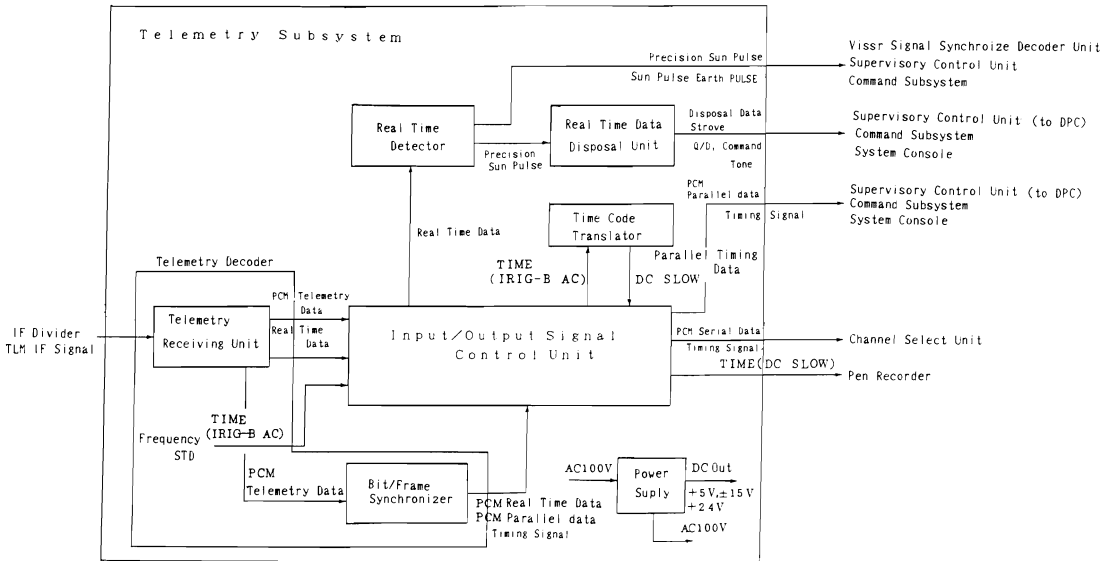 Telemetry Subsystem
Precision Sun Pulse
Sun Pulse Earth PULSE
Vissr Signal Synchroize Decoder Unit
Supervisory Control Unit
Command Subsystem
Real Time
Detector
Precision
Sun Pulse
Real Time Data
Disposal Unit
Disposal Data
Strove
Q/D, Command
Tone
Supervisory Control Unit (to DPC)
Command Subsystem
System Console
PCM
Parallel data
Timing Signal
Supervisory Control Unit (to DPC)
Command Subsystem
System Console
Real Time Data
Time Code
Translator
TIME
(IRIG-B AC)
DC SLOW
Parallel Timing
Data
Telemetry Decoder
IF Divider
TLM IF Signal
Telemetry
Receiving Unit
PCM Telemetry
Data
Real Time
Data
Input/Output Signal
Control Unit
PCM Serial Data
Timing Signal
Channel Select Unit
TIME(DC SLOW)
Pen Recorder
TIME
(IRIG-B AC)
Frequency
STD
PCM
Telemetry Data
Bit/Frame
Synchronizer
PCM Real Time Data
PCM Parallel data
Timing Signal
AC100V
Power
Suply
DC Out
+5V,±15V
+24V
AC100V